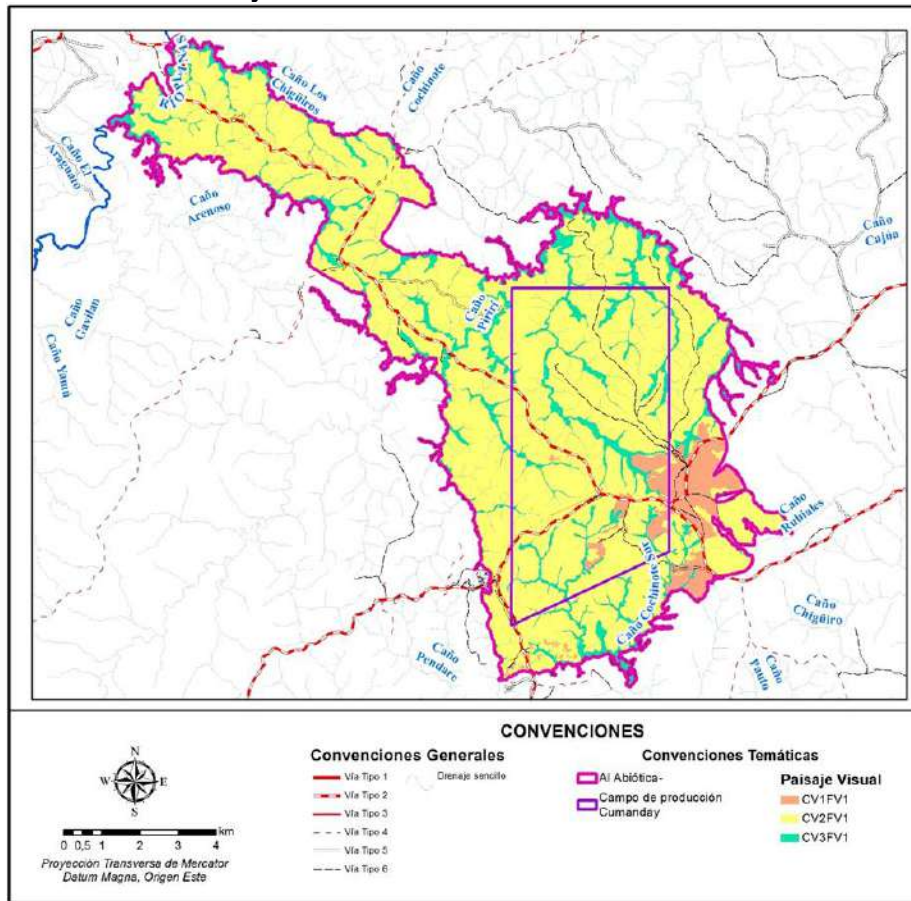 RÍO PLANAS
Caño Los
Chigüiros
Caño
Cochinote
Caño El
Araguato
Caño
Arenoso
Caño
Cajúa
Caño
Gavilan
Caño Yamú
Caño
Pirirí
Caño
Rubiales
Caño Cochinote Sur
Caño
Chigüiro
Caño
Pendare
Caño
Pauto
CONVENCIONES
Convenciones Generales
Vía Tipo 1
Vía Tipo 2
Vía Tipo 3
Vía Tipo 4
Vía Tipo 5
Vía Tipo 6
Drenaje sencillo
Convenciones Temáticas
AI Abiótica-
Campo de producción
Cumanday
Paisaje Visual
CV1FV1
CV2FV1
CV3FV1
N
W E
S
0 0,5 1 2 3 4 km
Proyección Transversa de Mercator
Datum Magna, Origen Este